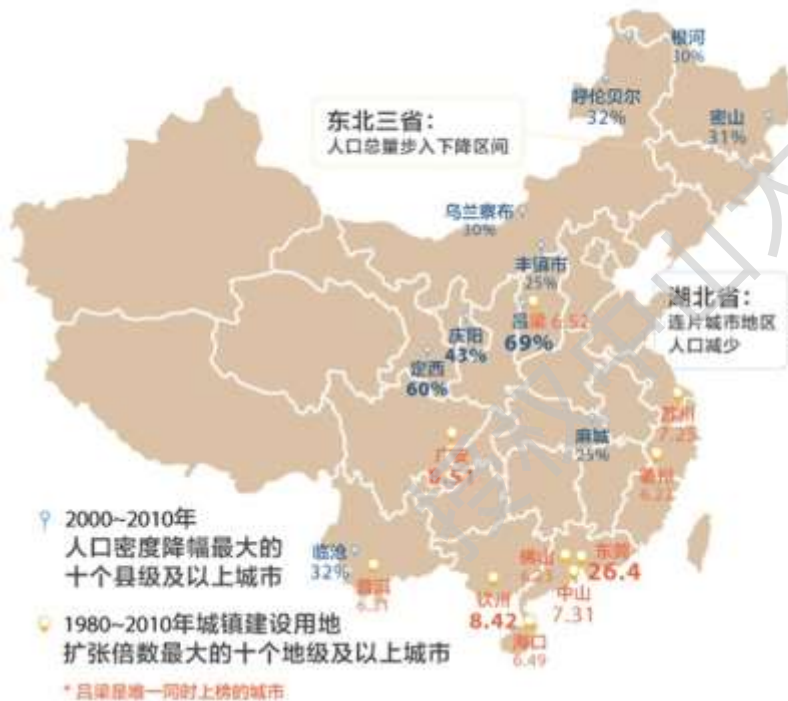 根河
30%
呼伦贝尔
32%
密山
31%
东北三省：
人口总量步入下降区间
乌兰察布
30%
丰镇市
25%
湖北省：
连片城市地区
人口减少
吕梁 6.52
69%
庆阳
43%
定西
60%
苏州
7.25
麻城
25%
广安
8.51
6.22
2000~2010年
人口密度降幅最大的
十个县级及以上城市
临沧
32%
普洱
佛山
东莞
26.4
中山
7.31
钦州
8.42
海口
6.49
1980~2010年城镇建设用地
扩张倍数最大的十个地级及以上城市
* 吕梁是唯一同时上榜的城市